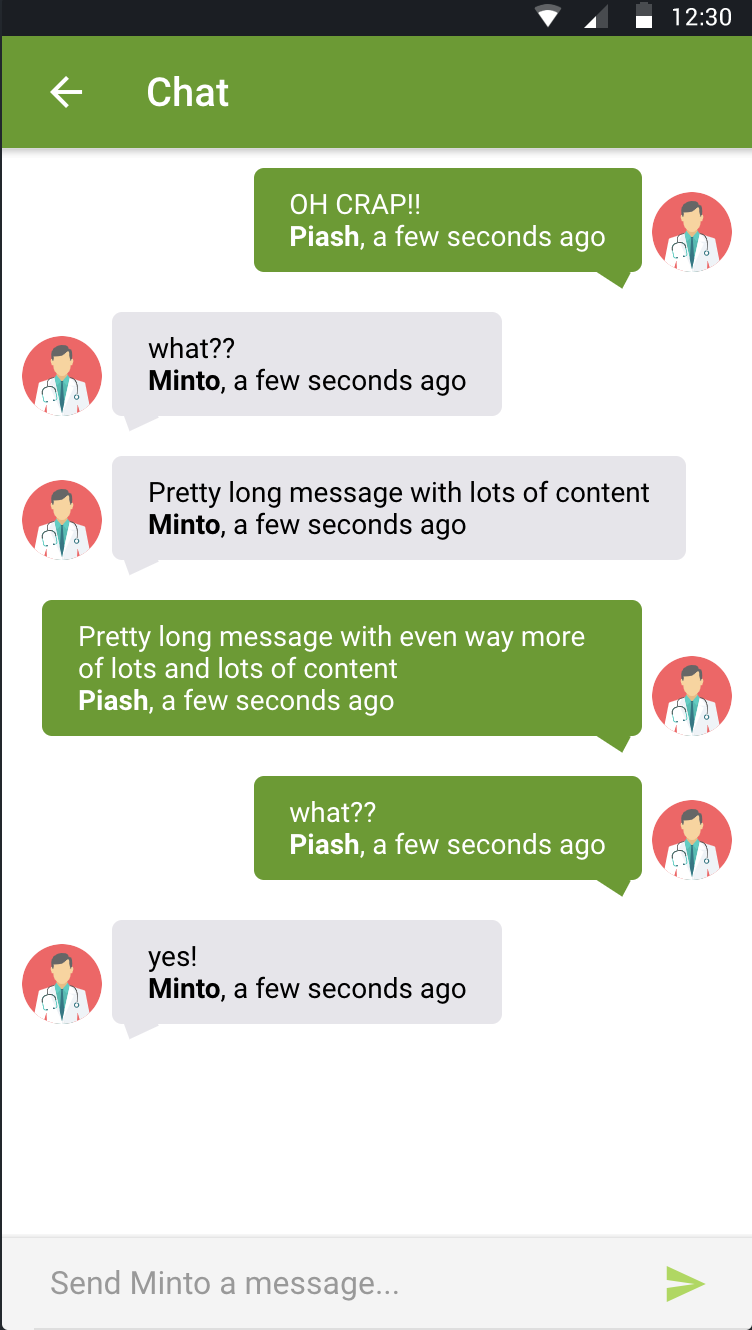 12:30
Chat
OH CRAP!!
Piash, a few seconds ago
what??
Minto, a few seconds ago
Pretty long message with lots of content
Minto, a few seconds ago
Pretty long message with even way more
of lots and lots of content
Piash, a few seconds ago
what??
Piash, a few seconds ago
yes!
Minto, a few seconds ago
Send Minto a message...